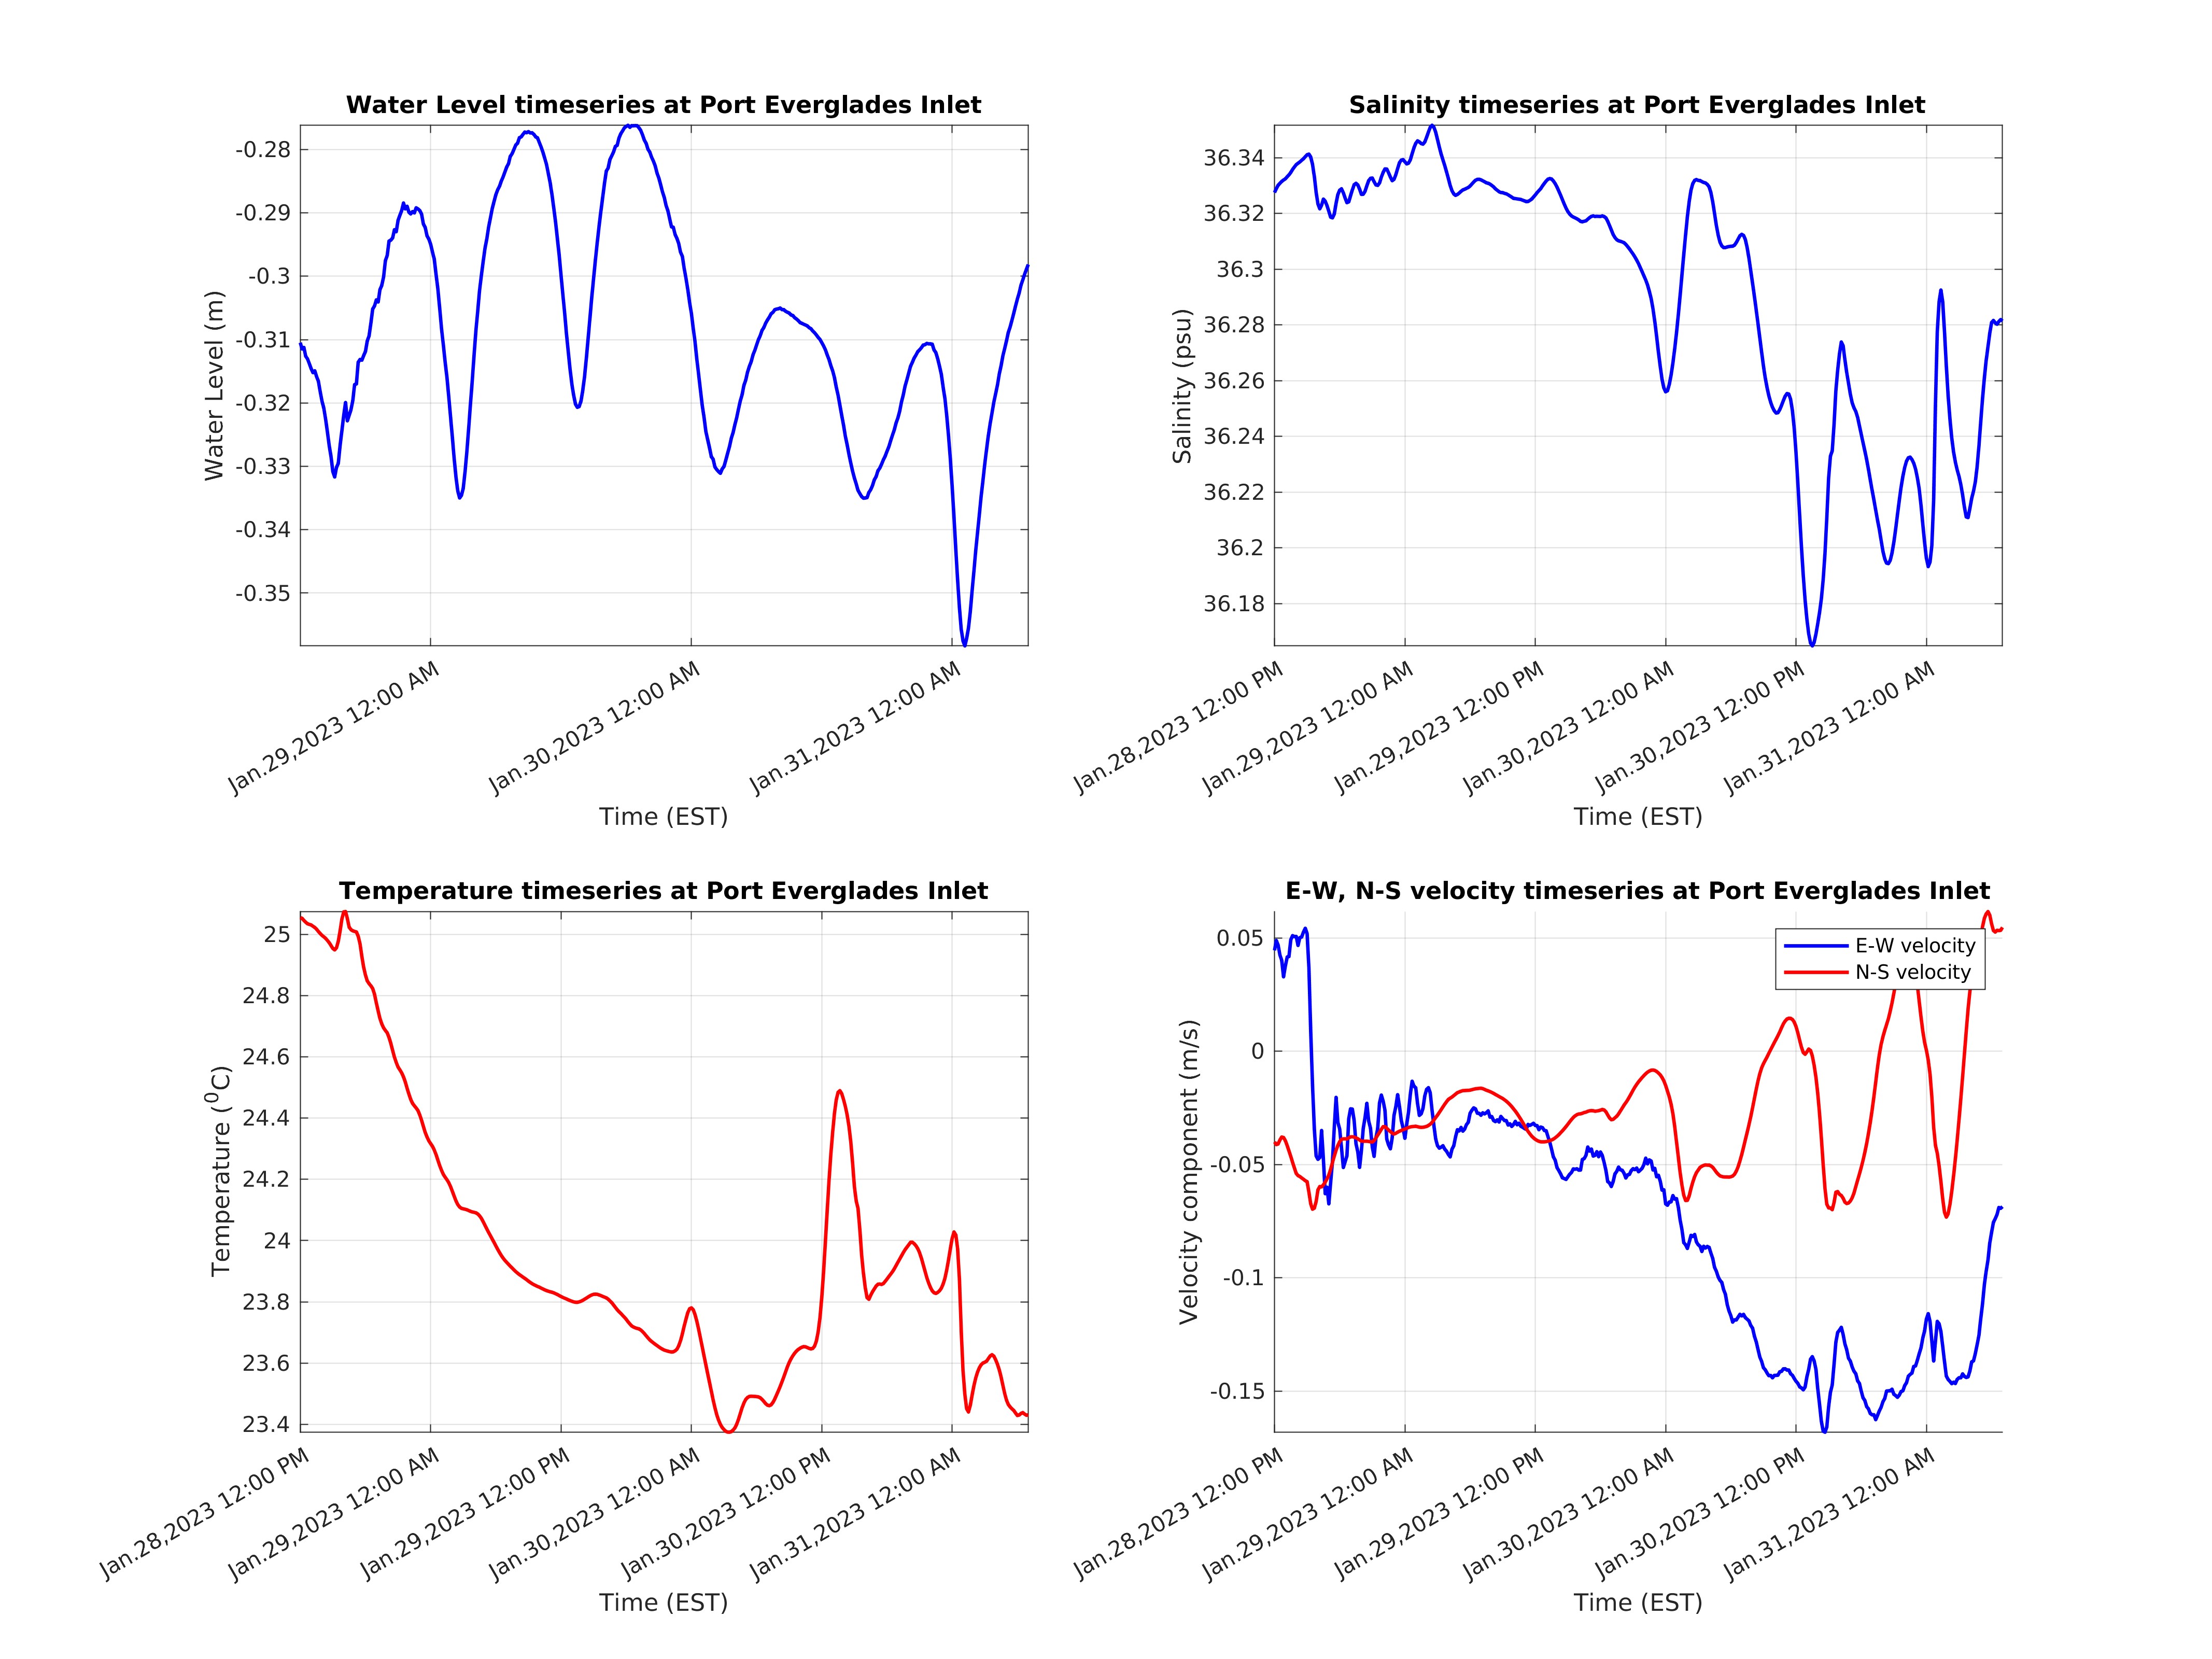 Water Level timeseries at Port Everglades Inlet
Water Level (m)
-0.28
-0.29
-0.3
-0.31
-0.32
-0.33
-0.34
-0.35
Jan.29,2023 12:00 AM
Jan.30,2023 12:00 AM
Jan.31,2023 12:00 AM
Time (EST)
Salinity timeseries at Port Everglades Inlet
Salinity (psu)
36.34
36.32
36.3
36.28
36.26
36.24
36.22
36.2
36.18
Jan.28,2023 12:00 PM
Jan.29,2023 12:00 AM
Jan.29,2023 12:00 PM
Jan.30,2023 12:00 AM
Jan.30,2023 12:00 PM
Jan.31,2023 12:00 AM
Time (EST)
Temperature timeseries at Port Everglades Inlet
Temperature (⁰C)
25
24.8
24.6
24.4
24.2
24
23.8
23.6
23.4
Jan.28,2023 12:00 PM
Jan.29,2023 12:00 AM
Jan.29,2023 12:00 PM
Jan.30,2023 12:00 AM
Jan.30,2023 12:00 PM
Jan.31,2023 12:00 AM
Time (EST)
E-W, N-S velocity timeseries at Port Everglades Inlet
Velocity component (m/s)
0.05
0
-0.05
-0.1
-0.15
E-W velocity
N-S velocity
Jan.28,2023 12:00 PM
Jan.29,2023 12:00 AM
Jan.29,2023 12:00 PM
Jan.30,2023 12:00 AM
Jan.30,2023 12:00 PM
Jan.31,2023 12:00 AM
Time (EST)